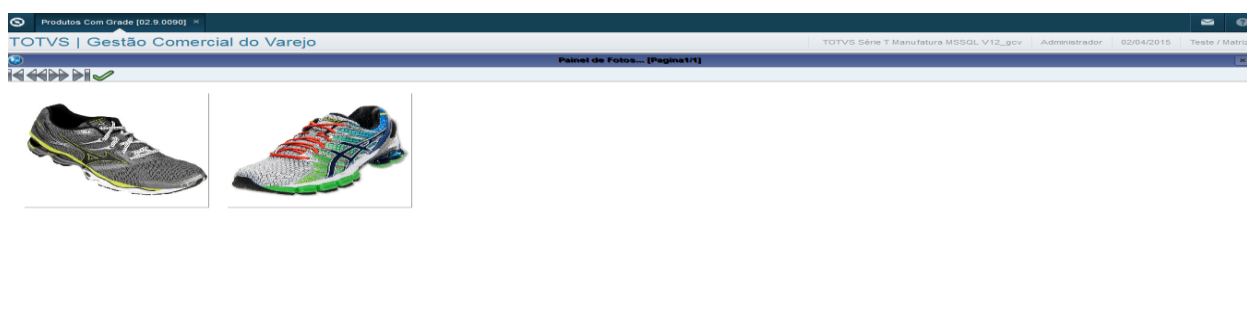 Produtos Com Grade [02.9.0090] ×
TOTVS | Gestão Comercial do Varejo
TOTVS Série T Manufatura MSSQL V12_gcv Administrador 02/04/2015 Teste / Matriz
Painel de Fotos... [Pagina1/1]